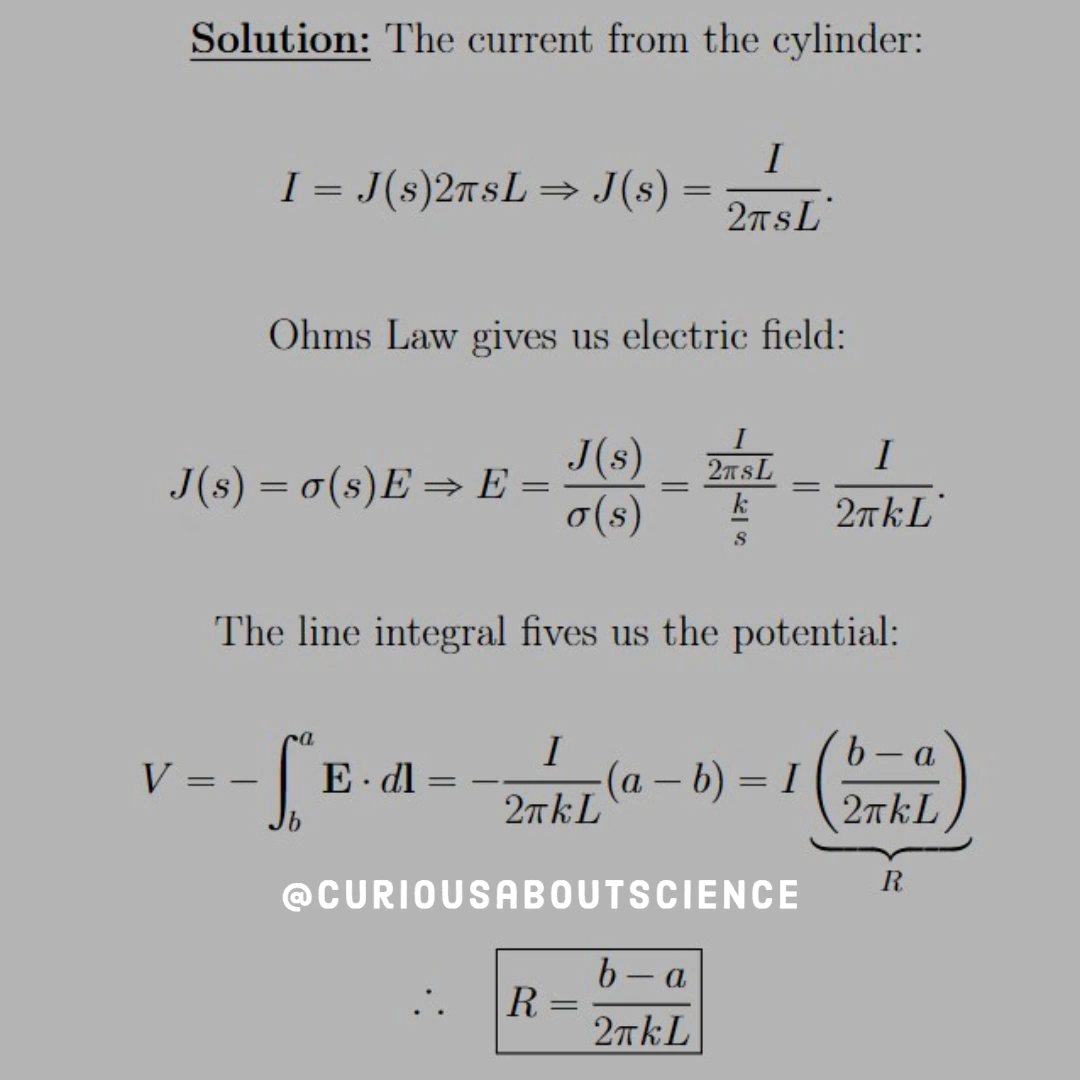 Solution: The current from the cylinder:
I = J(s)2πsL ⇒ J(s) = I/(2πsL).
Ohms Law gives us electric field:
J(s) = σ(s)E ⇒ E = J(s)/σ(s) = (I/(2πsL))/(k/s) = I/(2πkL).
The line integral fives us the potential:
V = −∫_b^a E · dl = −I/(2πkL)(a − b) = I((b − a)/(2πkL))
R
@CURIOUSABOUTSCIENCE
∴ R = (b − a)/(2πkL)